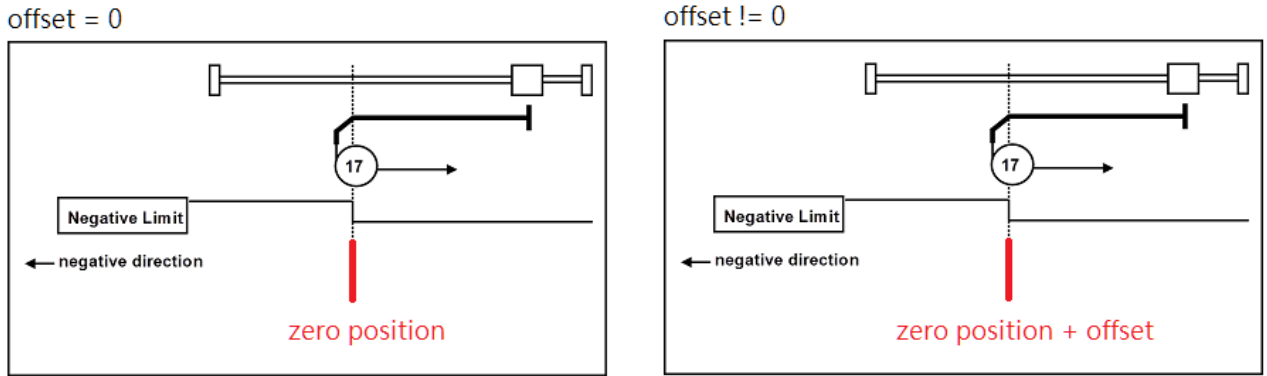 offset = 0
17
Negative Limit
negative direction
zero position
offset != 0
17
Negative Limit
negative direction
zero position + offset